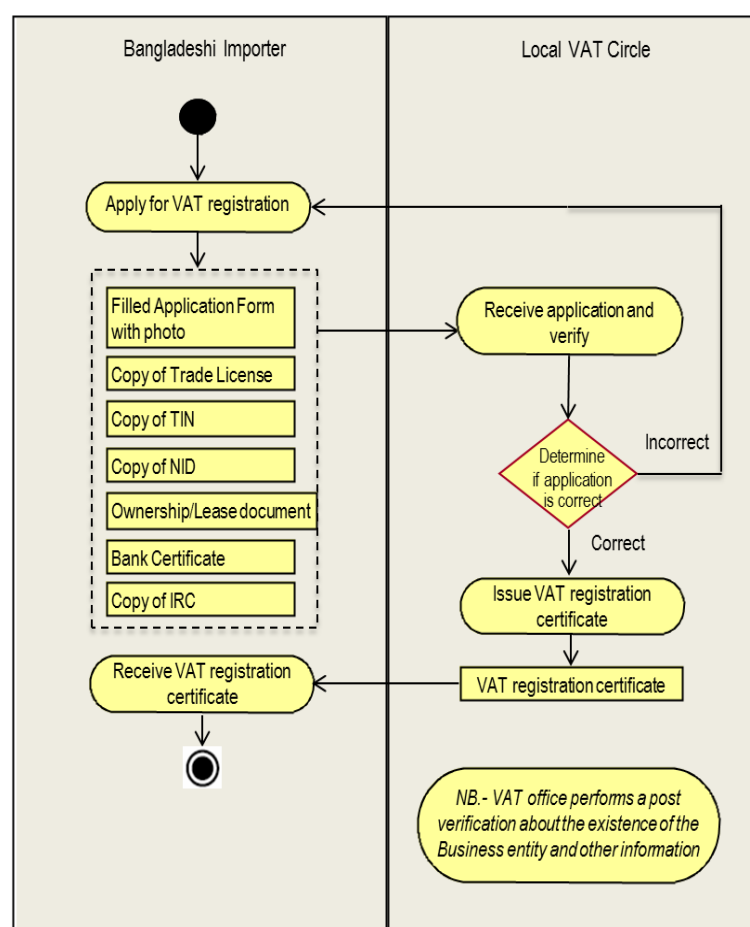 Bangladeshi Importer
Local VAT Circle
Apply for VAT registration
Filled Application Form
with photo
Copy of Trade License
Copy of TIN
Copy of NID
Ownership/Lease document
Bank Certificate
Copy of IRC
Receive application and
verify
Determine
if application
is correct
Incorrect
Correct
Issue VAT registration
certificate
VAT registration certificate
Receive VAT registration
certificate
NB.- VAT office performs a post
verification about the existence of the
Business entity and other information